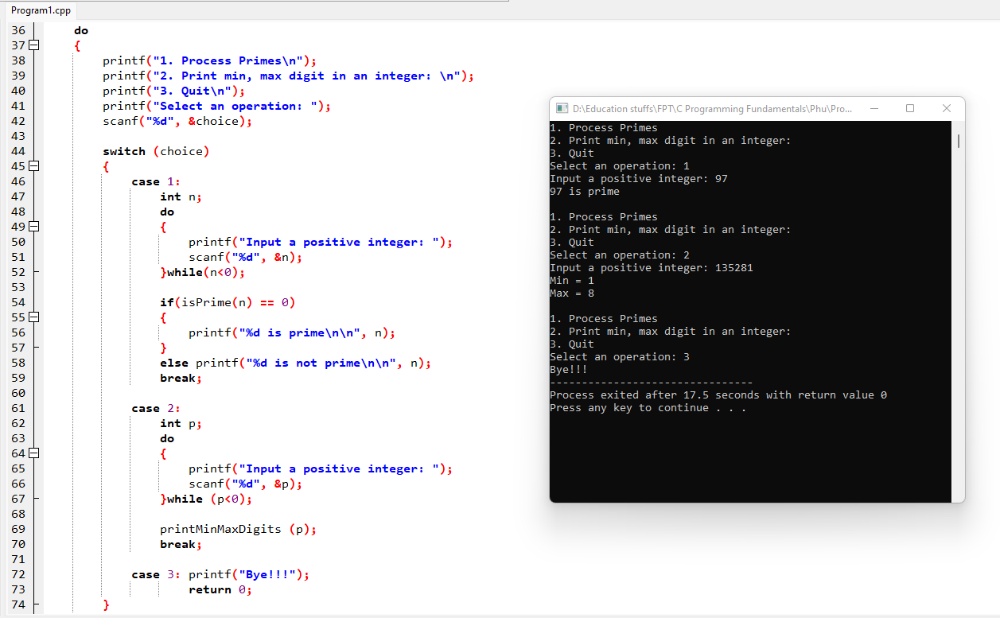 Program1.cpp
36 do
37 {
38 printf("1. Process Primes\n");
39 printf("2. Print min, max digit in an integer: \n");
40 printf("3. Quit\n");
41 printf("Select an operation: ");
42 scanf("%d", &choice);
43
44 switch (choice)
45 {
46 case 1:
47 int n;
48 do
49 {
50 printf("Input a positive integer: ");
51 scanf("%d", &n);
52 }while(n<0);
53
54 if(isPrime(n) == 0)
55 {
56 printf("%d is prime\n\n", n);
57 }
58 else printf("%d is not prime\n\n", n);
59 break;
60
61 case 2:
62 int p;
63 do
64 {
65 printf("Input a positive integer: ");
66 scanf("%d", &p);
67 }while (p<0);
68
69 printMinMaxDigits (p);
70 break;
71
72 case 3: printf("Bye!!!");
73 return 0;
74 }
D:\Education stuffs\FPT\C Programming Fundamentals\Phu\Pro...
1. Process Primes
2. Print min, max digit in an integer:
3. Quit
Select an operation: 1
Input a positive integer: 97
97 is prime
1. Process Primes
2. Print min, max digit in an integer:
3. Quit
Select an operation: 2
Input a positive integer: 135281
Min = 1
Max = 8
1. Process Primes
2. Print min, max digit in an integer:
3. Quit
Select an operation: 3
Bye!!!
--------------------------------
Process exited after 17.5 seconds with return value 0
Press any key to continue . . .